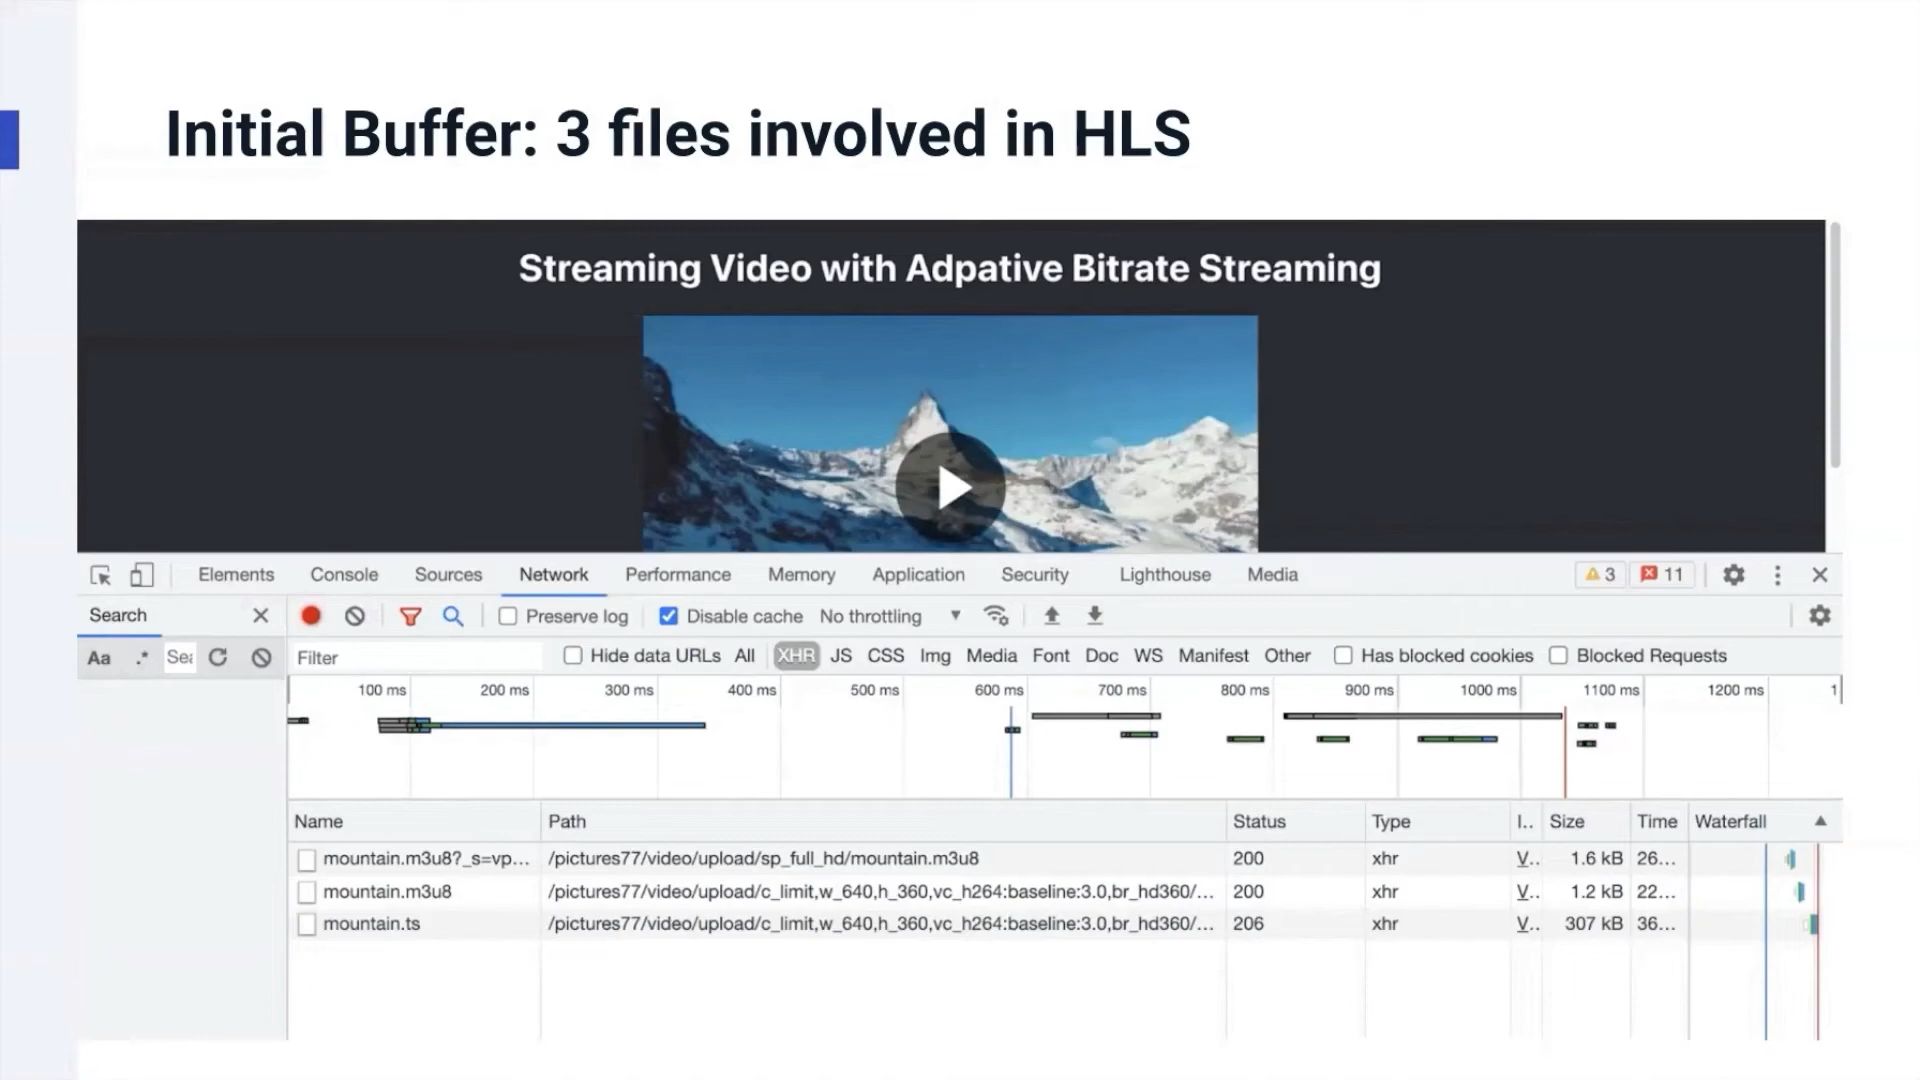 Initial Buffer: 3 files involved in HLS
Streaming Video with Adpative Bitrate Streaming
Elements Console Sources Network Performance Memory Application Security Lighthouse Media 3 11
Search Preserve log Disable cache No throttling
Aa .* Sea Filter Hide data URLs All XHR JS CSS Img Media Font Doc WS Manifest Other Has blocked cookies Blocked Requests
100 ms 200 ms 300 ms 400 ms 500 ms 600 ms 700 ms 800 ms 900 ms 1000 ms 1100 ms 1200 ms 1
Name Path Status Type I.. Size Time Waterfall
mountain.m3u8?_s=vp... /pictures77/video/upload/sp_full_hd/mountain.m3u8 200 xhr V.. 1.6 kB 26...
mountain.m3u8 /pictures77/video/upload/c_limit,w_640,h_360,vc_h264:baseline:3.0,br_hd360/... 200 xhr V.. 1.2 kB 22...
mountain.ts /pictures77/video/upload/c_limit,w_640,h_360,vc_h264:baseline:3.0,br_hd360/... 206 xhr V.. 307 kB 36...